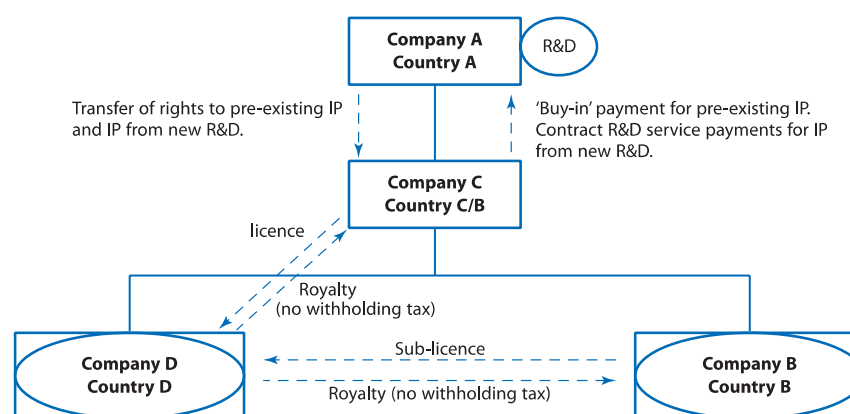 Company A
Country A
R&D
Transfer of rights to pre-existing IP
and IP from new R&D.
‘Buy-in’ payment for pre-existing IP.
Contract R&D service payments for IP
from new R&D.
Company C
Country C/B
licence
Royalty
(no withholding tax)
Company D
Country D
Sub-licence
Royalty (no withholding tax)
Company B
Country B